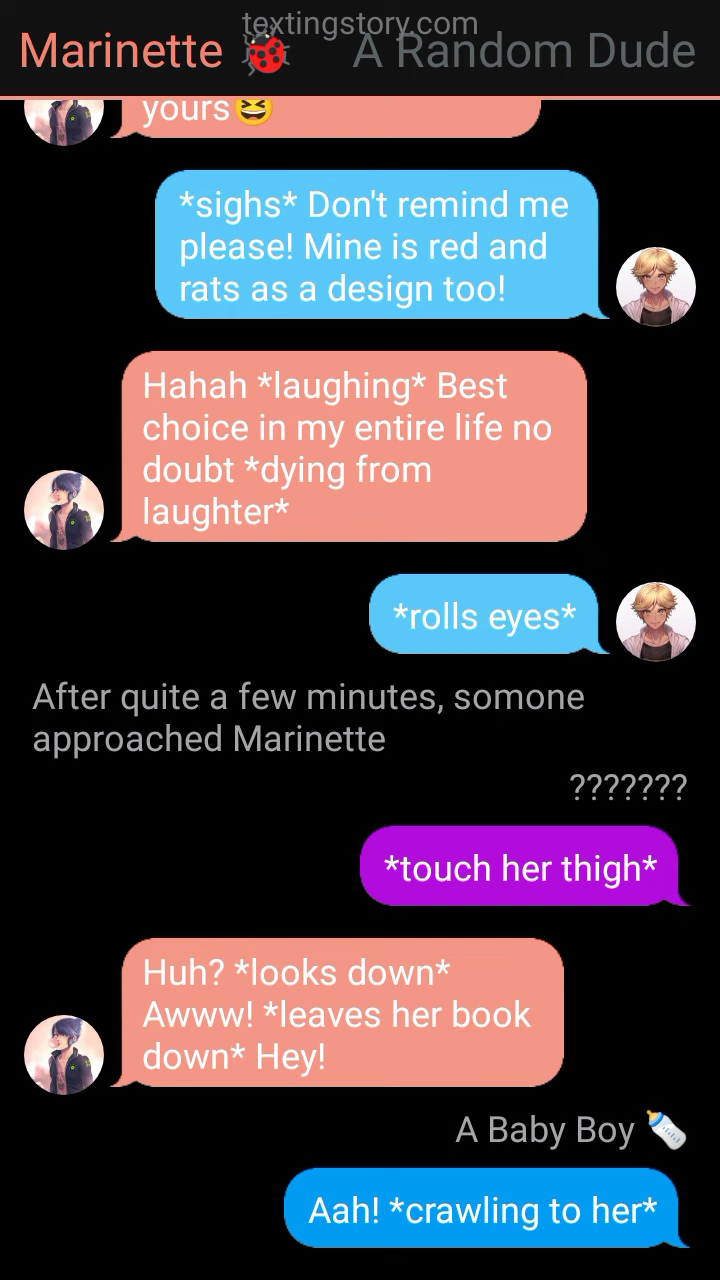 textingstory.com
Marinette 🐞 A Random Dude
yours😆
*sighs* Don't remind me
please! Mine is red and
rats as a design too!
Hahah *laughing* Best
choice in my entire life no
doubt *dying from
laughter*
*rolls eyes*
After quite a few minutes, somone
approached Marinette
???????
*touch her thigh*
Huh? *looks down*
Awww! *leaves her book
down* Hey!
A Baby Boy 🍼
Aah! *crawling to her*